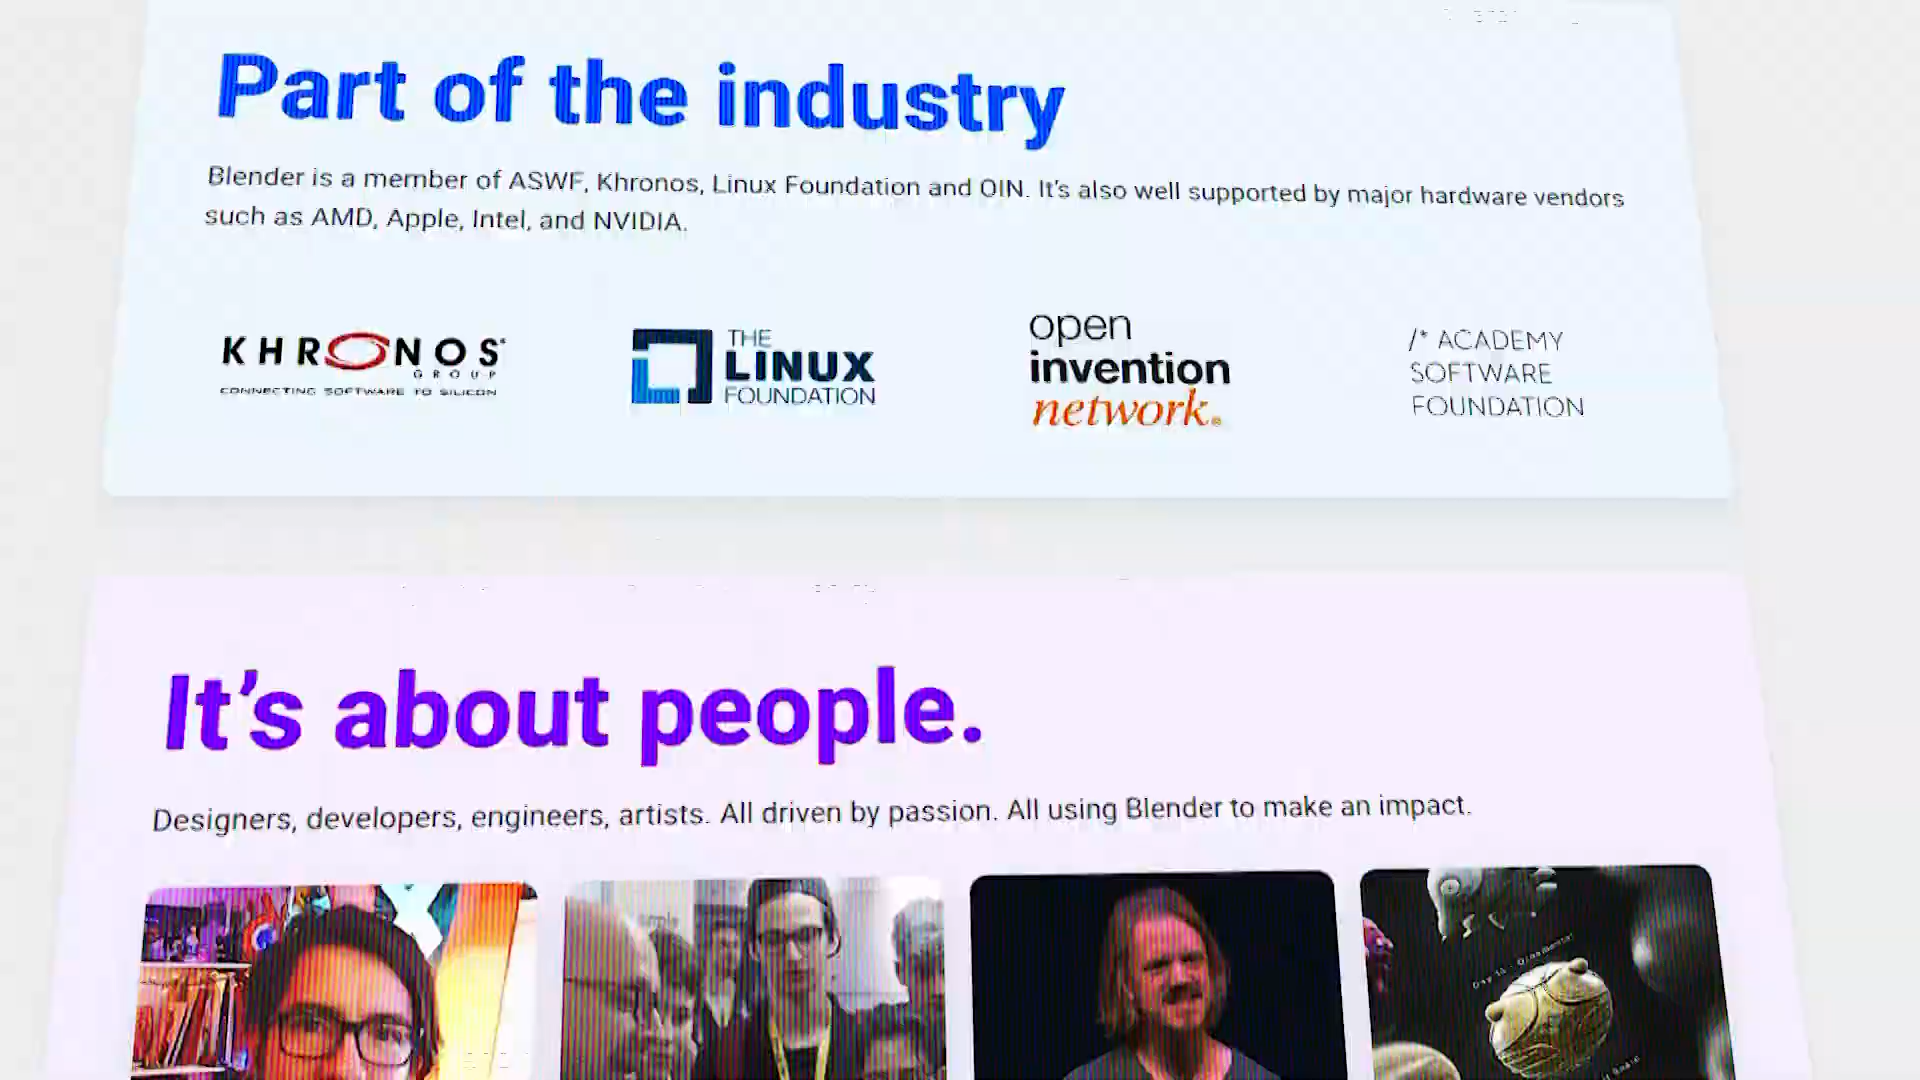 Part of the industry
Blender is a member of ASWF, Khronos, Linux Foundation and OIN. It's also well supported by major hardware vendors
such as AMD, Apple, Intel, and NVIDIA.
KHRONOS
GROUP
CONNECTING SOFTWARE TO SILICON
THE
LINUX
FOUNDATION
open
invention
network®
/* ACADEMY
SOFTWARE
FOUNDATION
It's about people.
Designers, developers, engineers, artists. All driven by passion. All using Blender to make an impact.